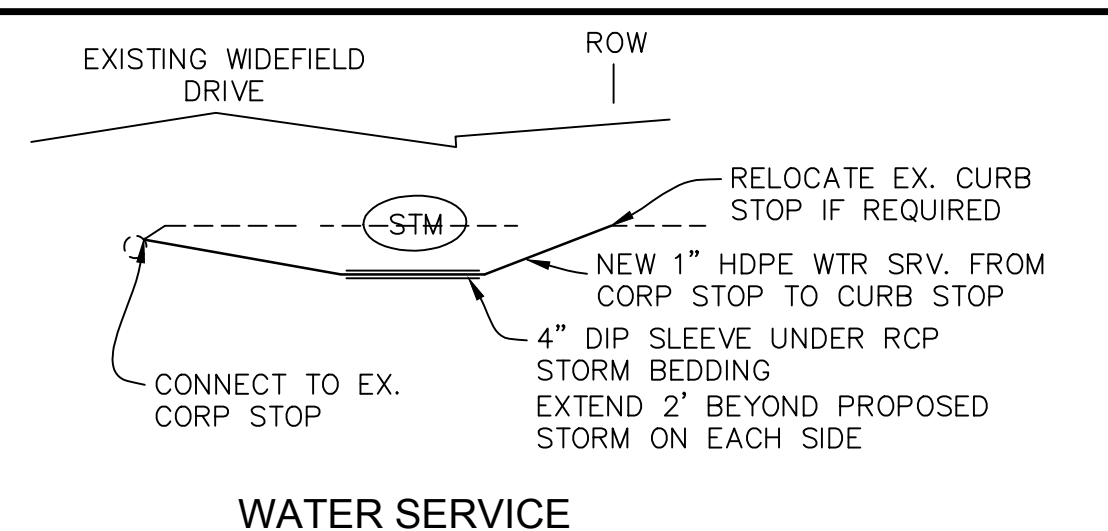 EXISTING WIDEFIELD
DRIVE
ROW
STM
RELOCATE EX. CURB
STOP IF REQUIRED
NEW 1” HDPE WTR SRV. FROM
CORP STOP TO CURB STOP
4” DIP SLEEVE UNDER RCP
STORM BEDDING
EXTEND 2’ BEYOND PROPOSED
STORM ON EACH SIDE
CONNECT TO EX.
CORP STOP
WATER SERVICE